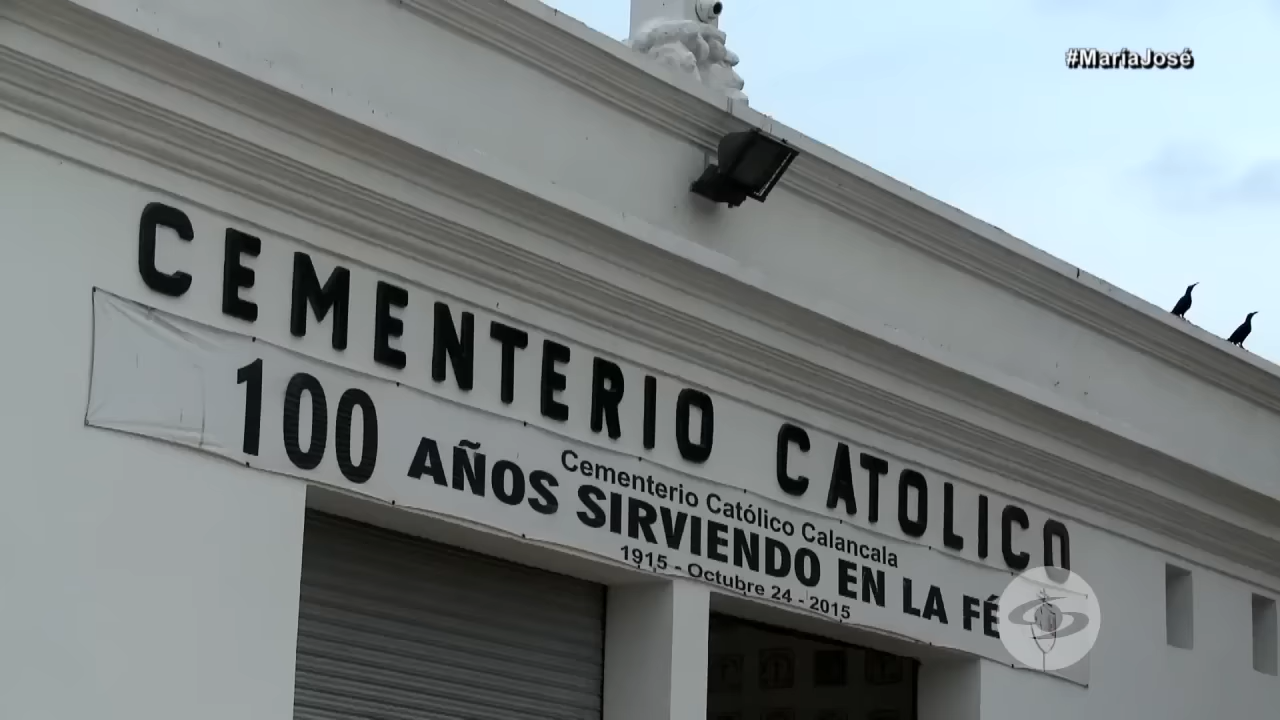 #MaríaJosé
CEMENTERIO CATOLICO
100 AÑOS SIRVIENDO EN LA FÉ
Cementerio Católico Calancala
1915 - Octubre 24 - 2015